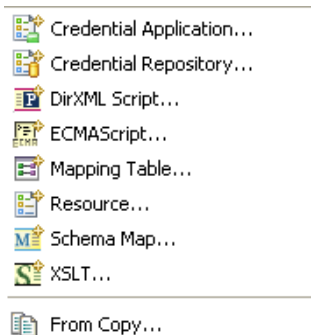 Credential Application...
Credential Repository...
DirXML Script...
ECMAScript...
Mapping Table...
Resource...
Schema Map...
XSLT...
From Copy...